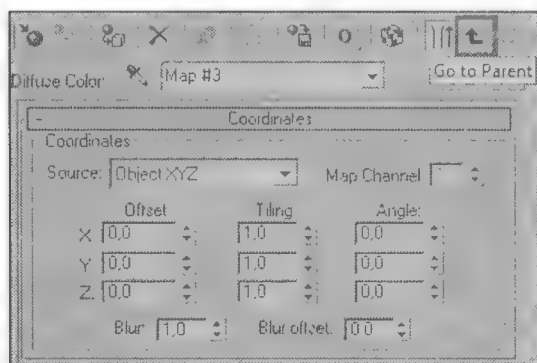 Diffuse Color: Map #3
Go to Parent
- Coordinates
Coordinates
Source: Object XYZ Map Channel
Offset Tiling Angle:
X 0,0 1,0 0,0
Y 0,0 1,0 0,0
Z. 0,0 1,0 0,0
Blur: 1,0 Blur offset: 0,0